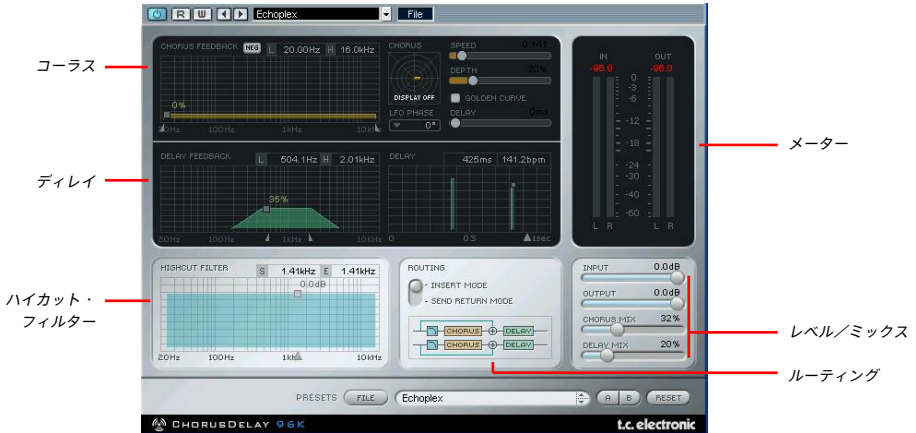 R W Echoplex File
コーラス
CHORUS FEEDBACK NEG L 20.00Hz H 16.0kHz
0%
20Hz 100Hz 1kHz 10kHz
CHORUS
DISPLAY OFF
LFO PHASE
0°
SPEED 0.141
DEPTH 20%
GOLDEN CURVE
DELAY 0ms
IN OUT
-96.0 -96.0
0
-3
-6
-12
-18
-24
-30
-40
-60
L R L R
メーター
ディレイ
DELAY FEEDBACK L 504.1Hz H 2.01kHz
35%
20Hz 100Hz 1kHz 10kHz
DELAY 425ms 141.2bpm
0 0.5 1sec
ハイカット・
フィルター
HIGHCUT FILTER S 1.41kHz E 1.41kHz
0.0dB
20Hz 100Hz 1kHz 10kHz
ROUTING
- INSERT MODE
- SEND RETURN MODE
CHORUS DELAY
CHORUS DELAY
INPUT 0.0dB
OUTPUT 0.0dB
CHORUS MIX 32%
DELAY MIX 20%
レベル／ミックス
ルーティング
PRESETS FILE Echoplex A B RESET
CHORUSDELAY 96K t.c. electronic